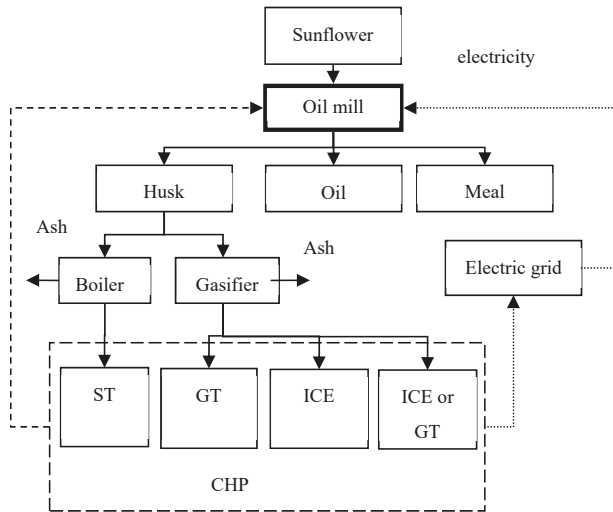 Sunflower
electricity
Oil mill
Husk
Oil
Meal
Ash
Ash
Boiler
Gasifier
Electric grid
ST
GT
ICE
ICE or
GT
CHP